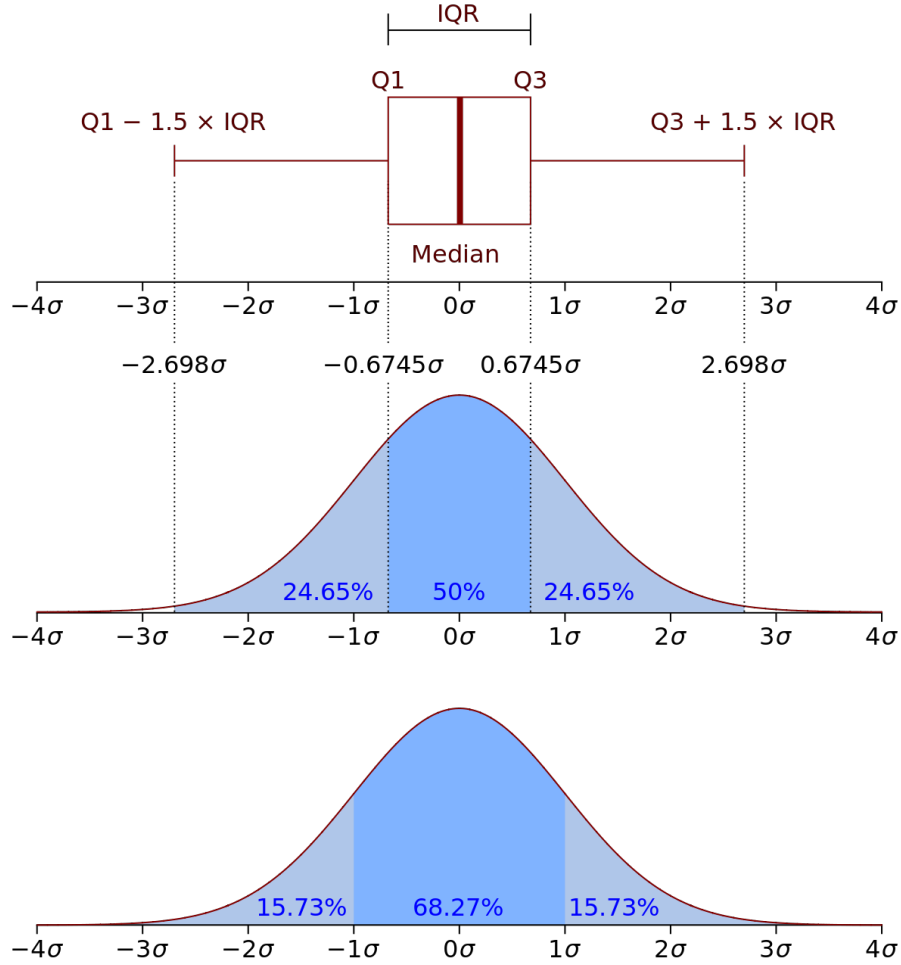 IQR
Q1 Q3
Q1 − 1.5 × IQR Q3 + 1.5 × IQR
Median
−4σ −3σ −2σ −1σ 0σ 1σ 2σ 3σ 4σ
−2.698σ −0.6745σ 0.6745σ 2.698σ
24.65% 50% 24.65%
−4σ −3σ −2σ −1σ 0σ 1σ 2σ 3σ 4σ
15.73% 68.27% 15.73%
−4σ −3σ −2σ −1σ 0σ 1σ 2σ 3σ 4σ